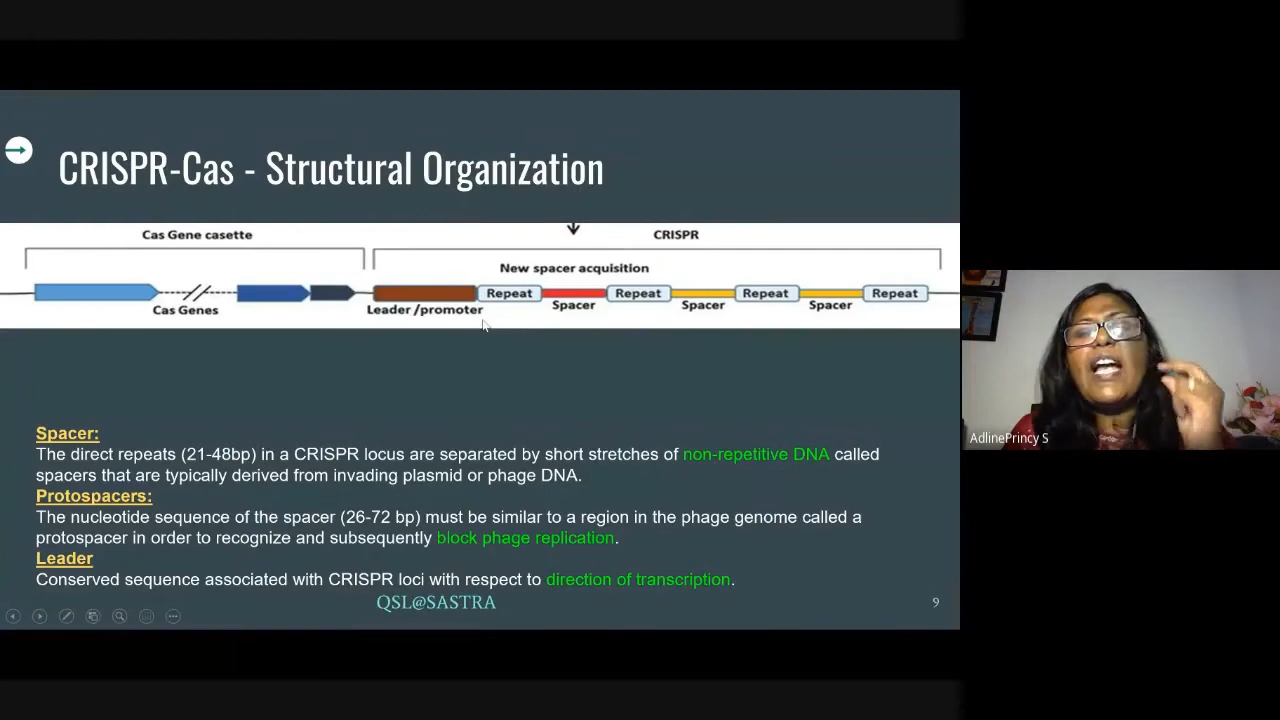 CRISPR-Cas - Structural Organization
Cas Gene casette
CRISPR
New spacer acquisition
Repeat
Repeat
Repeat
Repeat
Cas Genes
Leader /promoter
Spacer
Spacer
Spacer
Spacer:
The direct repeats (21-48bp) in a CRISPR locus are separated by short stretches of non-repetitive DNA called
spacers that are typically derived from invading plasmid or phage DNA.
Protospacers:
The nucleotide sequence of the spacer (26-72 bp) must be similar to a region in the phage genome called a
protospacer in order to recognize and subsequently block phage replication.
Leader
Conserved sequence associated with CRISPR loci with respect to direction of transcription.
QSL@SASTRA
9
AdlinePrincy S